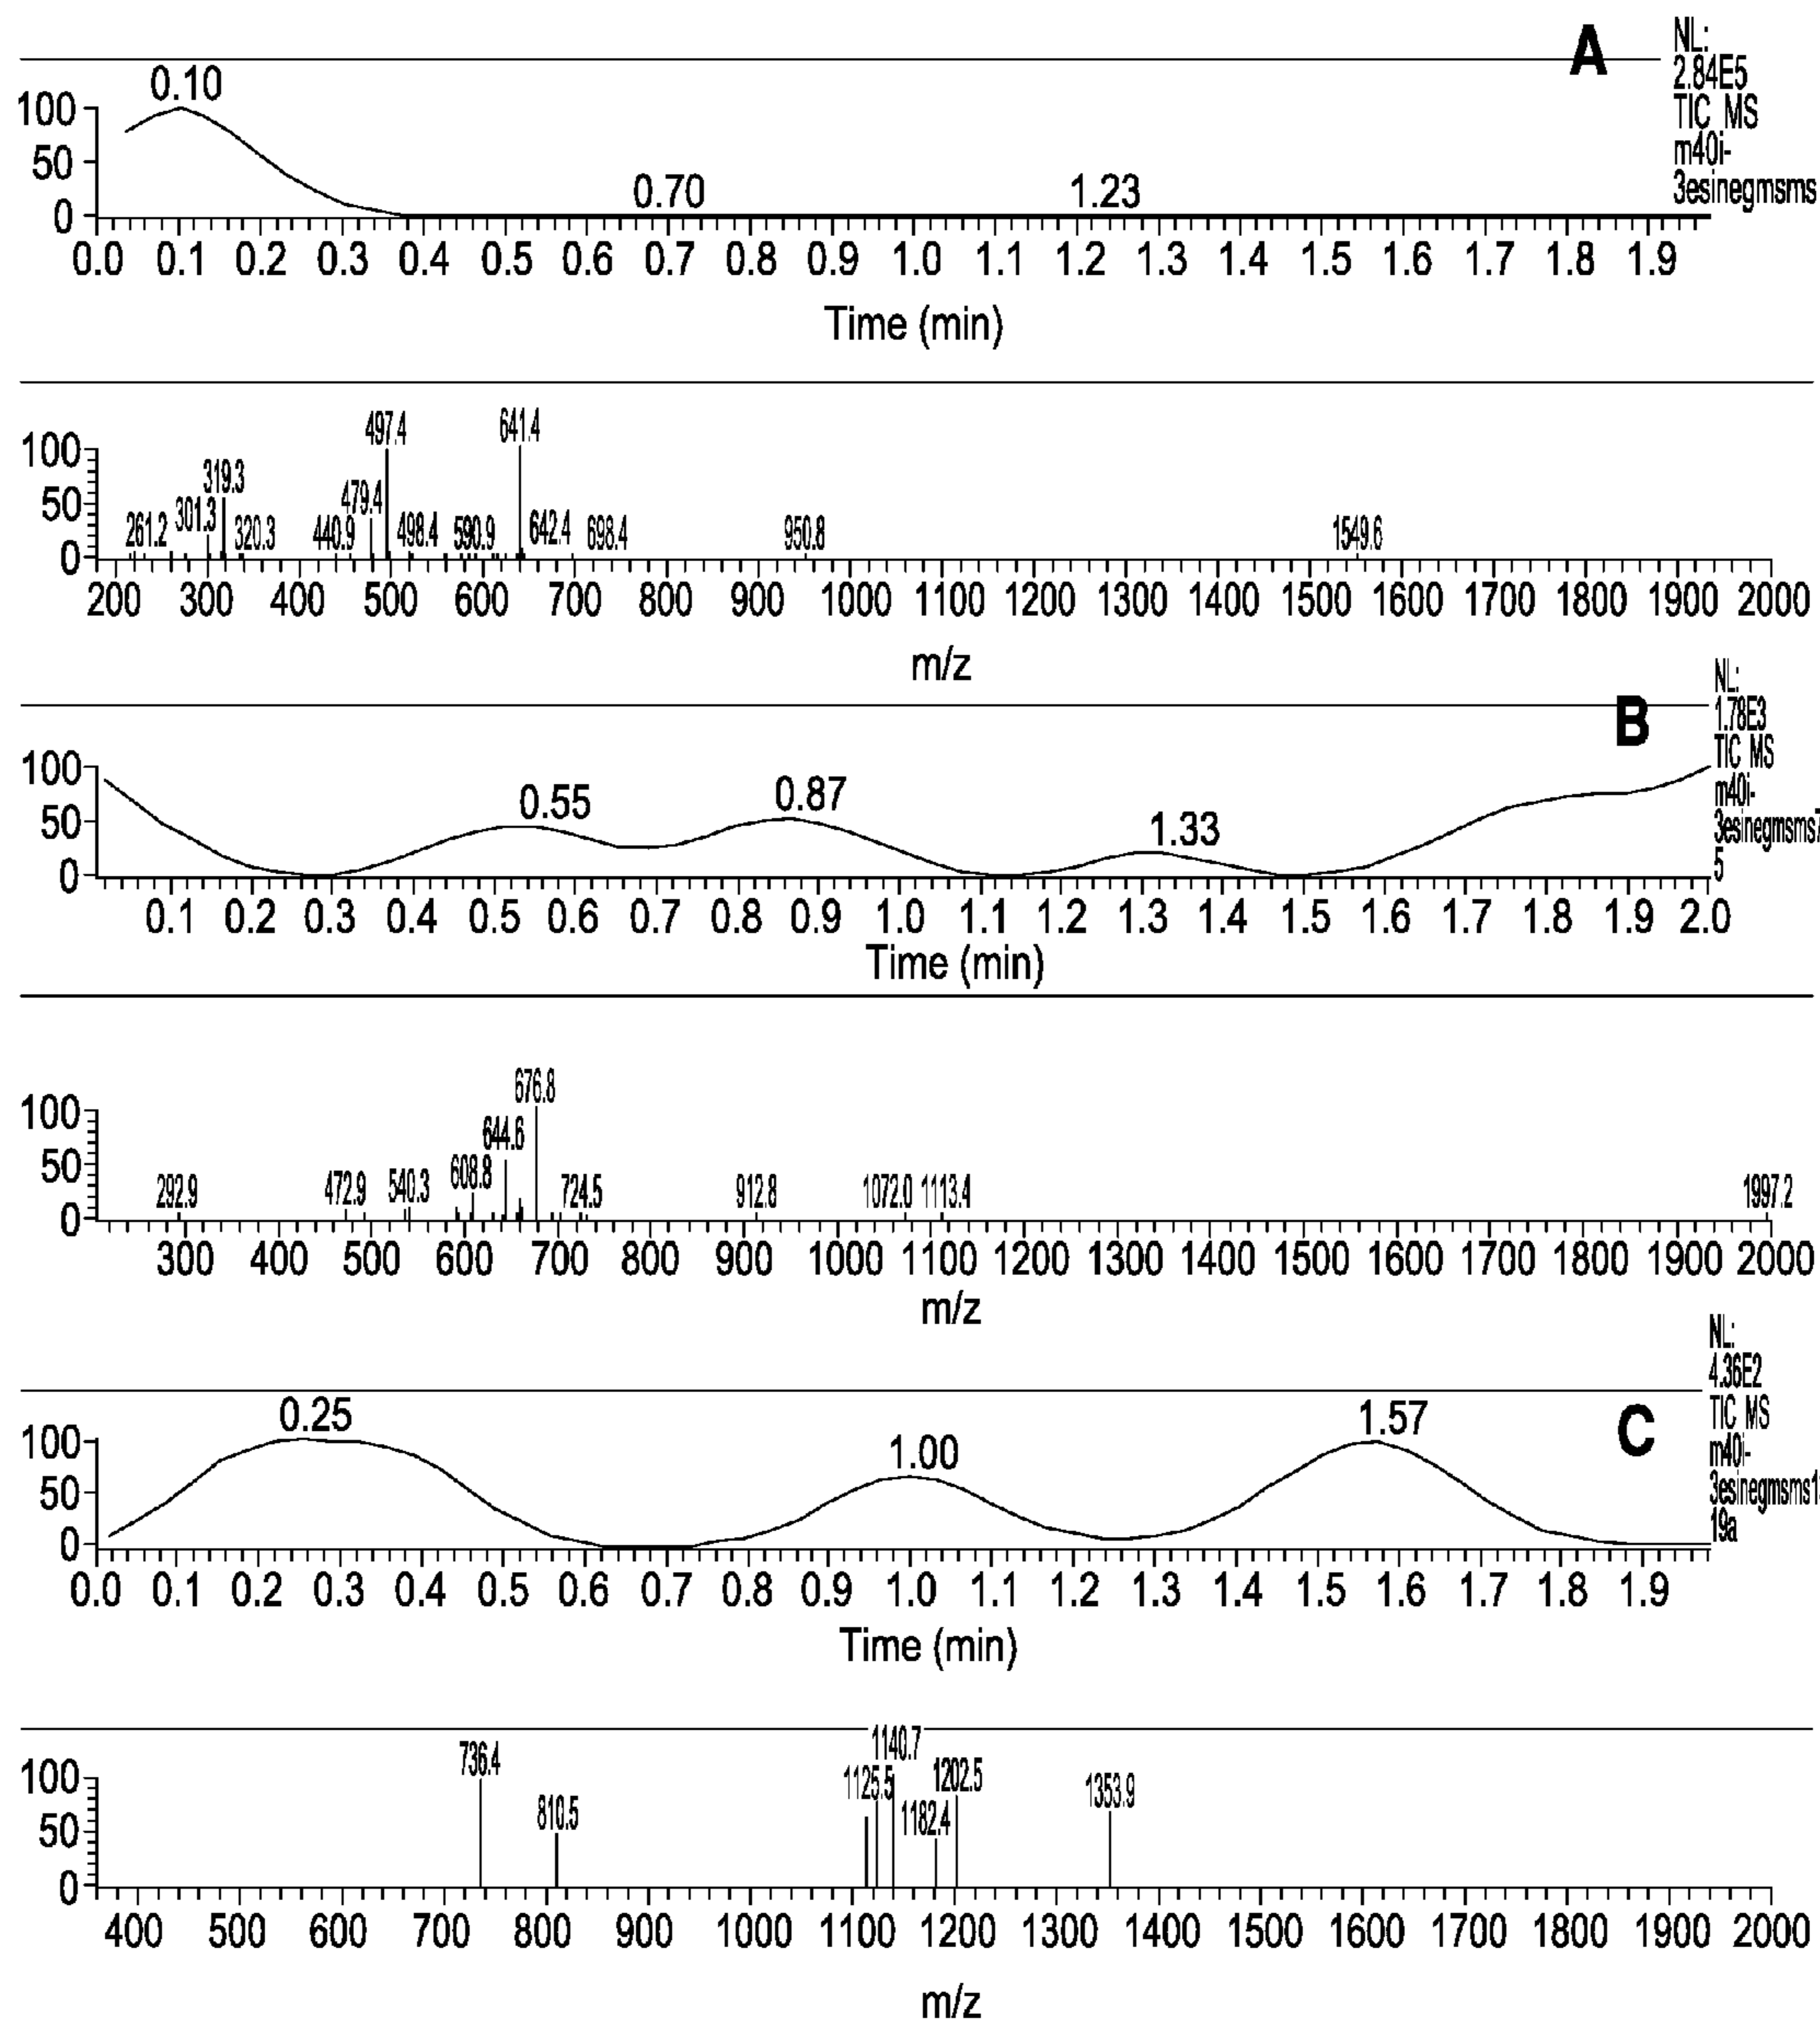 A
NL:
2.84E5
TIC MS
m40i-
3esinegmsms
0.10
0.70 1.23
100
50
0
0.0 0.1 0.2 0.3 0.4 0.5 0.6 0.7 0.8 0.9 1.0 1.1 1.2 1.3 1.4 1.5 1.6 1.7 1.8 1.9
Time (min)
497.4 641.4
319.3
479.4
301.3
261.2 320.3 440.9 498.4 590.9 642.4 698.4 950.8 1549.6
100
50
0
200 300 400 500 600 700 800 900 1000 1100 1200 1300 1400 1500 1600 1700 1800 1900 2000
m/z
B
NL:
1.78E3
TIC MS
m40i-
3esinegmsms7
5
0.55 0.87 1.33
100
50
0
0.1 0.2 0.3 0.4 0.5 0.6 0.7 0.8 0.9 1.0 1.1 1.2 1.3 1.4 1.5 1.6 1.7 1.8 1.9 2.0
Time (min)
676.8
644.6
608.8
292.9 472.9 540.3 724.5 912.8 1072.0 1113.4 1997.2
100
50
0
300 400 500 600 700 800 900 1000 1100 1200 1300 1400 1500 1600 1700 1800 1900 2000
m/z
C
NL:
4.36E2
TIC MS
m40i-
3esinegmsms1
19a
0.25 1.00 1.57
100
50
0
0.0 0.1 0.2 0.3 0.4 0.5 0.6 0.7 0.8 0.9 1.0 1.1 1.2 1.3 1.4 1.5 1.6 1.7 1.8 1.9
Time (min)
1140.7
736.4 1125.5 1202.5 1353.9
810.5 1182.4
100
50
0
400 500 600 700 800 900 1000 1100 1200 1300 1400 1500 1600 1700 1800 1900 2000
m/z